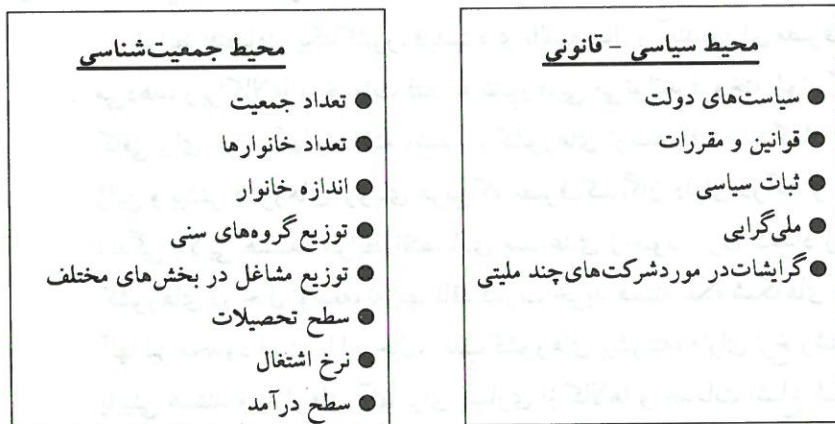 محیط سیاسی – قانونی
● سیاست‌های دولت
● قوانین و مقررات
● ثبات سیاسی
● ملی‌گرایی
● گرایشات در مورد شرکت‌های چند ملیتی
محیط جمعیت‌شناسی
● تعداد جمعیت
● تعداد خانوارها
● اندازه خانوار
● توزیع گروه‌های سنی
● توزیع مشاغل در بخش‌های مختلف
● سطح تحصیلات
● نرخ اشتغال
● سطح درآمد